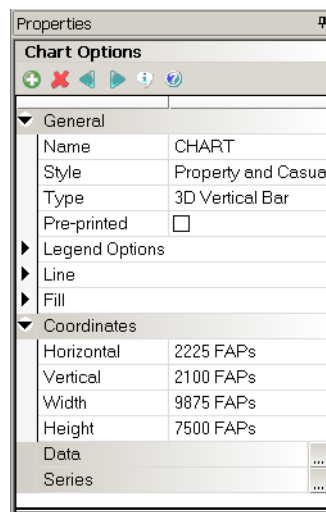 Properties
Chart Options
General
Name CHART
Style Property and Casua
Type 3D Vertical Bar
Pre-printed
Legend Options
Line
Fill
Coordinates
Horizontal 2225 FAPs
Vertical 2100 FAPs
Width 9875 FAPs
Height 7500 FAPs
Data ...
Series ...